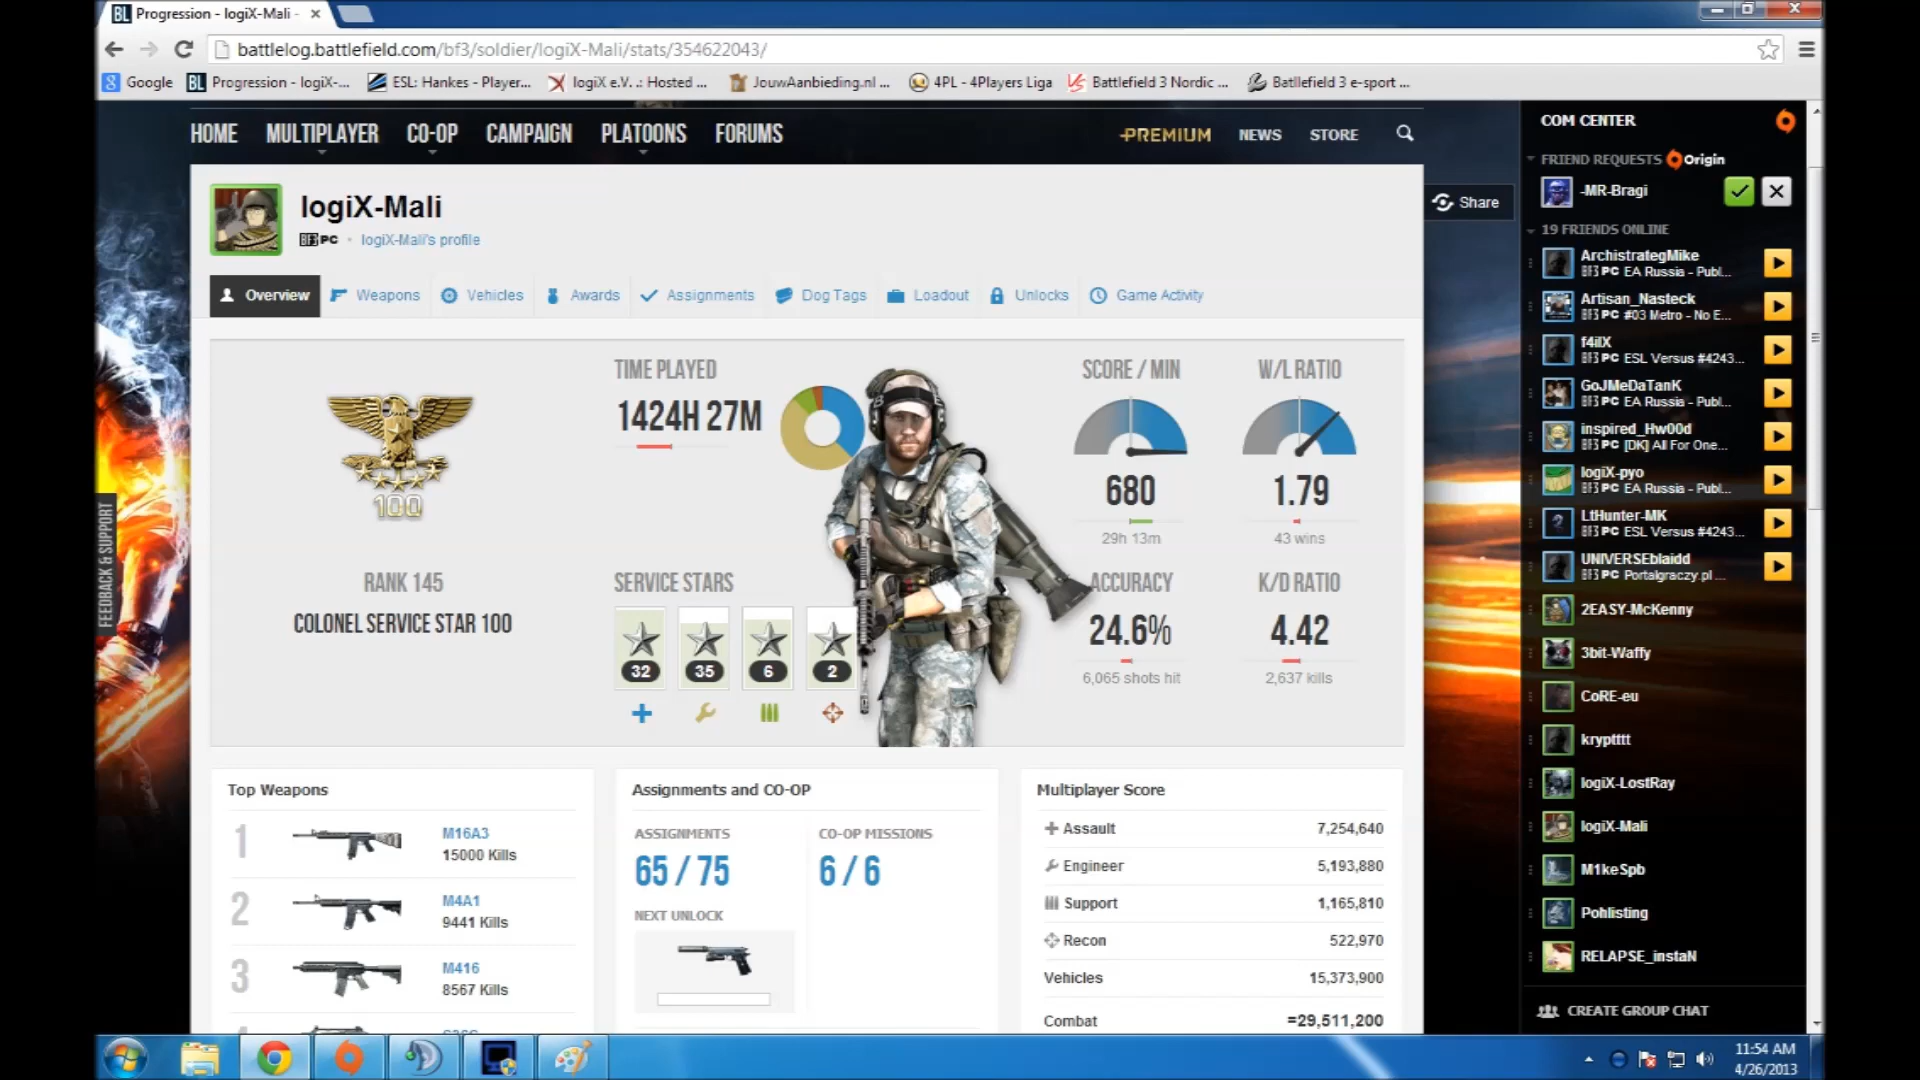 Progression - logiX-Mali -
battlelog.battlefield.com/bf3/soldier/logiX-Mali/stats/354622043/
Google
Progression - logiX-...
ESL: Hankes - Player...
logiX e.V. .: Hosted ...
JouwAanbieding.nl ...
4PL - 4Players Liga
Battlefield 3 Nordic ...
Batllefield 3 e-sport ...
HOME MULTIPLAYER CO-OP CAMPAIGN PLATOONS FORUMS
PREMIUM NEWS STORE
logiX-Mali
BF3 PC · logiX-Mali's profile
Share
Overview Weapons Vehicles Awards Assignments Dog Tags Loadout Unlocks Game Activity
100
RANK 145
COLONEL SERVICE STAR 100
TIME PLAYED
1424H 27M
SERVICE STARS
32 35 6 2
SCORE / MIN
680
29h 13m
W/L RATIO
1.79
43 wins
ACCURACY
24.6%
6,065 shots hit
K/D RATIO
4.42
2,637 kills
FEEDBACK & SUPPORT
Top Weapons
1 M16A3
15000 Kills
2 M4A1
9441 Kills
3 M416
8567 Kills
Assignments and CO-OP
ASSIGNMENTS
65 / 75
CO-OP MISSIONS
6 / 6
NEXT UNLOCK
Multiplayer Score
Assault 7,254,640
Engineer 5,193,880
Support 1,165,810
Recon 522,970
Vehicles 15,373,900
Combat =29,511,200
COM CENTER
FRIEND REQUESTS Origin
-MR-Bragi
19 FRIENDS ONLINE
ArchistrategMike
BF3 PC EA Russia - Publ...
Artisan_Nasteck
BF3 PC #03 Metro - No E...
f4ilX
BF3 PC ESL Versus #4243...
GoJMeDaTanK
BF3 PC EA Russia - Publ...
inspired_Hw00d
BF3 PC [DK] All For One...
logiX-pyo
BF3 PC EA Russia - Publ...
LtHunter-MK
BF3 PC ESL Versus #4243...
UNIVERSEblaidd
BF3 PC Portalgraczy.pl ...
2EASY-McKenny
3bit-Waffy
CoRE-eu
kryptttt
logiX-LostRay
logiX-Mali
M1keSpb
Pohlisting
RELAPSE_instaN
CREATE GROUP CHAT
11:54 AM
4/26/2013